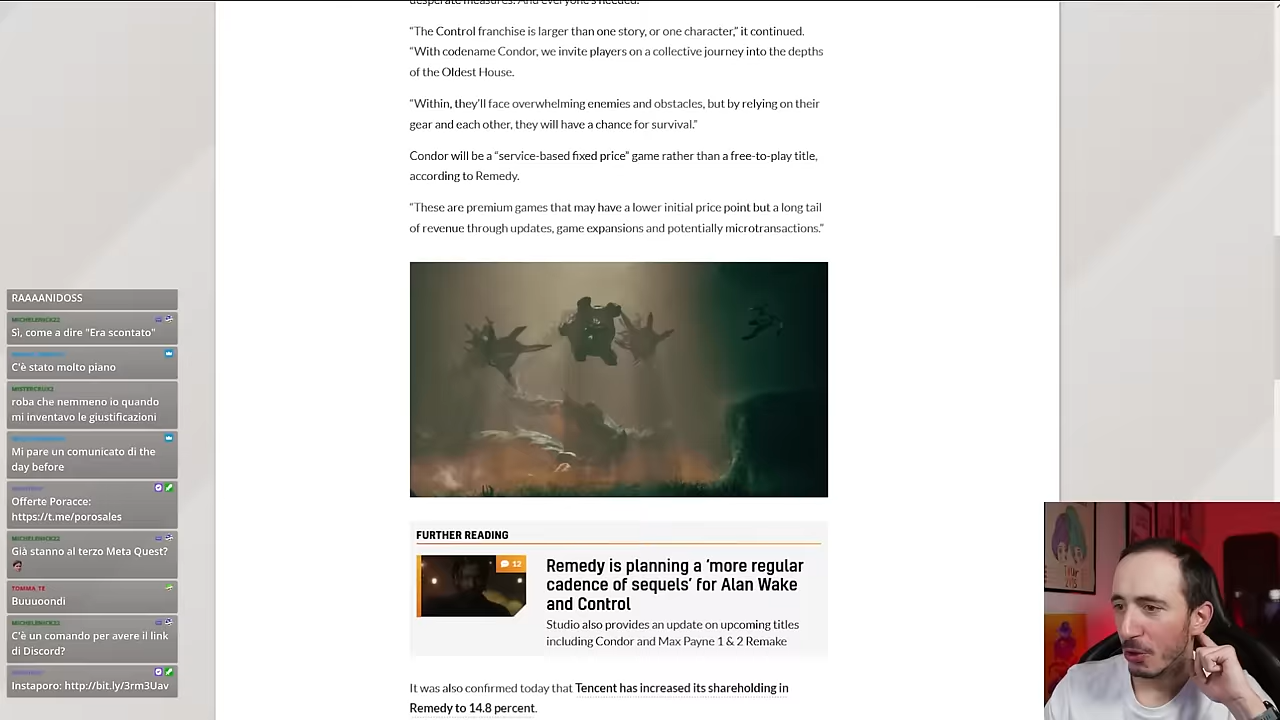 "The Control franchise is larger than one story, or one character," it continued.
"With codename Condor, we invite players on a collective journey into the depths
of the Oldest House.
"Within, they'll face overwhelming enemies and obstacles, but by relying on their
gear and each other, they will have a chance for survival."
Condor will be a "service-based fixed price" game rather than a free-to-play title,
according to Remedy.
"These are premium games that may have a lower initial price point but a long tail
of revenue through updates, game expansions and potentially microtransactions."
FURTHER READING
12
Remedy is planning a 'more regular
cadence of sequels' for Alan Wake
and Control
Studio also provides an update on upcoming titles
including Condor and Max Payne 1 & 2 Remake
It was also confirmed today that Tencent has increased its shareholding in
Remedy to 14.8 percent.
RAAAANIDOSS
Sì, come a dire "Era scontato"
C'è stato molto piano
roba che nemmeno io quando
mi inventavo le giustificazioni
Mi pare un comunicato di the
day before
Offerte Poracce:
https://t.me/porosales
Già stanno al terzo Meta Quest?
TOMMA TE
Buuuoondi
C'è un comando per avere il link
di Discord?
Instaporo: http://bit.ly/3rm3Uav